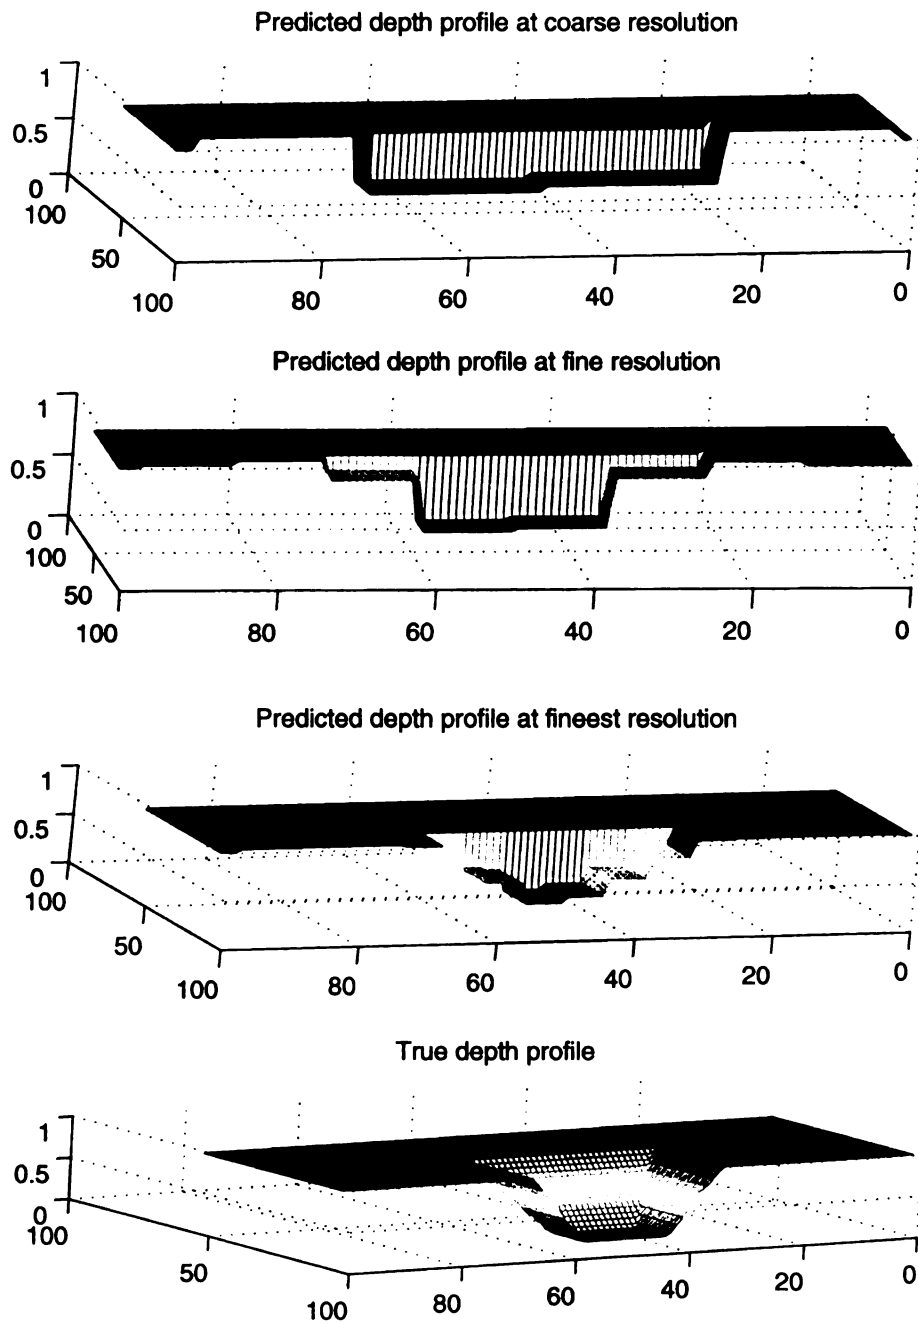 Predicted depth profile at coarse resolution
1
0.5
0
100
50
100 80 60 40 20 0
Predicted depth profile at fine resolution
1
0.5
0
100
50
100 80 60 40 20 0
Predicted depth profile at fineest resolution
1
0.5
0
100
50
100 80 60 40 20 0
True depth profile
1
0.5
0
100
50
100 80 60 40 20 0